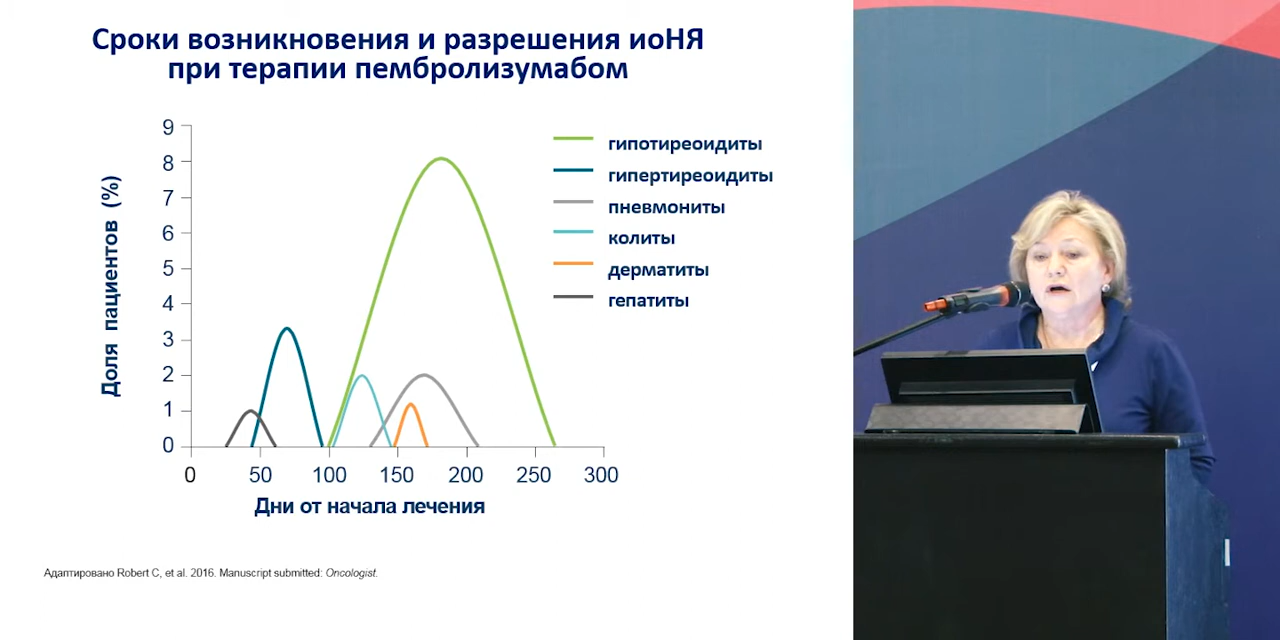 Сроки возникновения и разрешения иоНЯ
при терапии пембролизумабом
9
8
7
6
5
4
3
2
1
0
Доля пациентов (%)
0 50 100 150 200 250 300
Дни от начала лечения
гипотиреоидиты
гипертиреоидиты
пневмониты
колиты
дерматиты
гепатиты
Адаптировано Robert C, et al. 2016. Manuscript submitted: Oncologist.